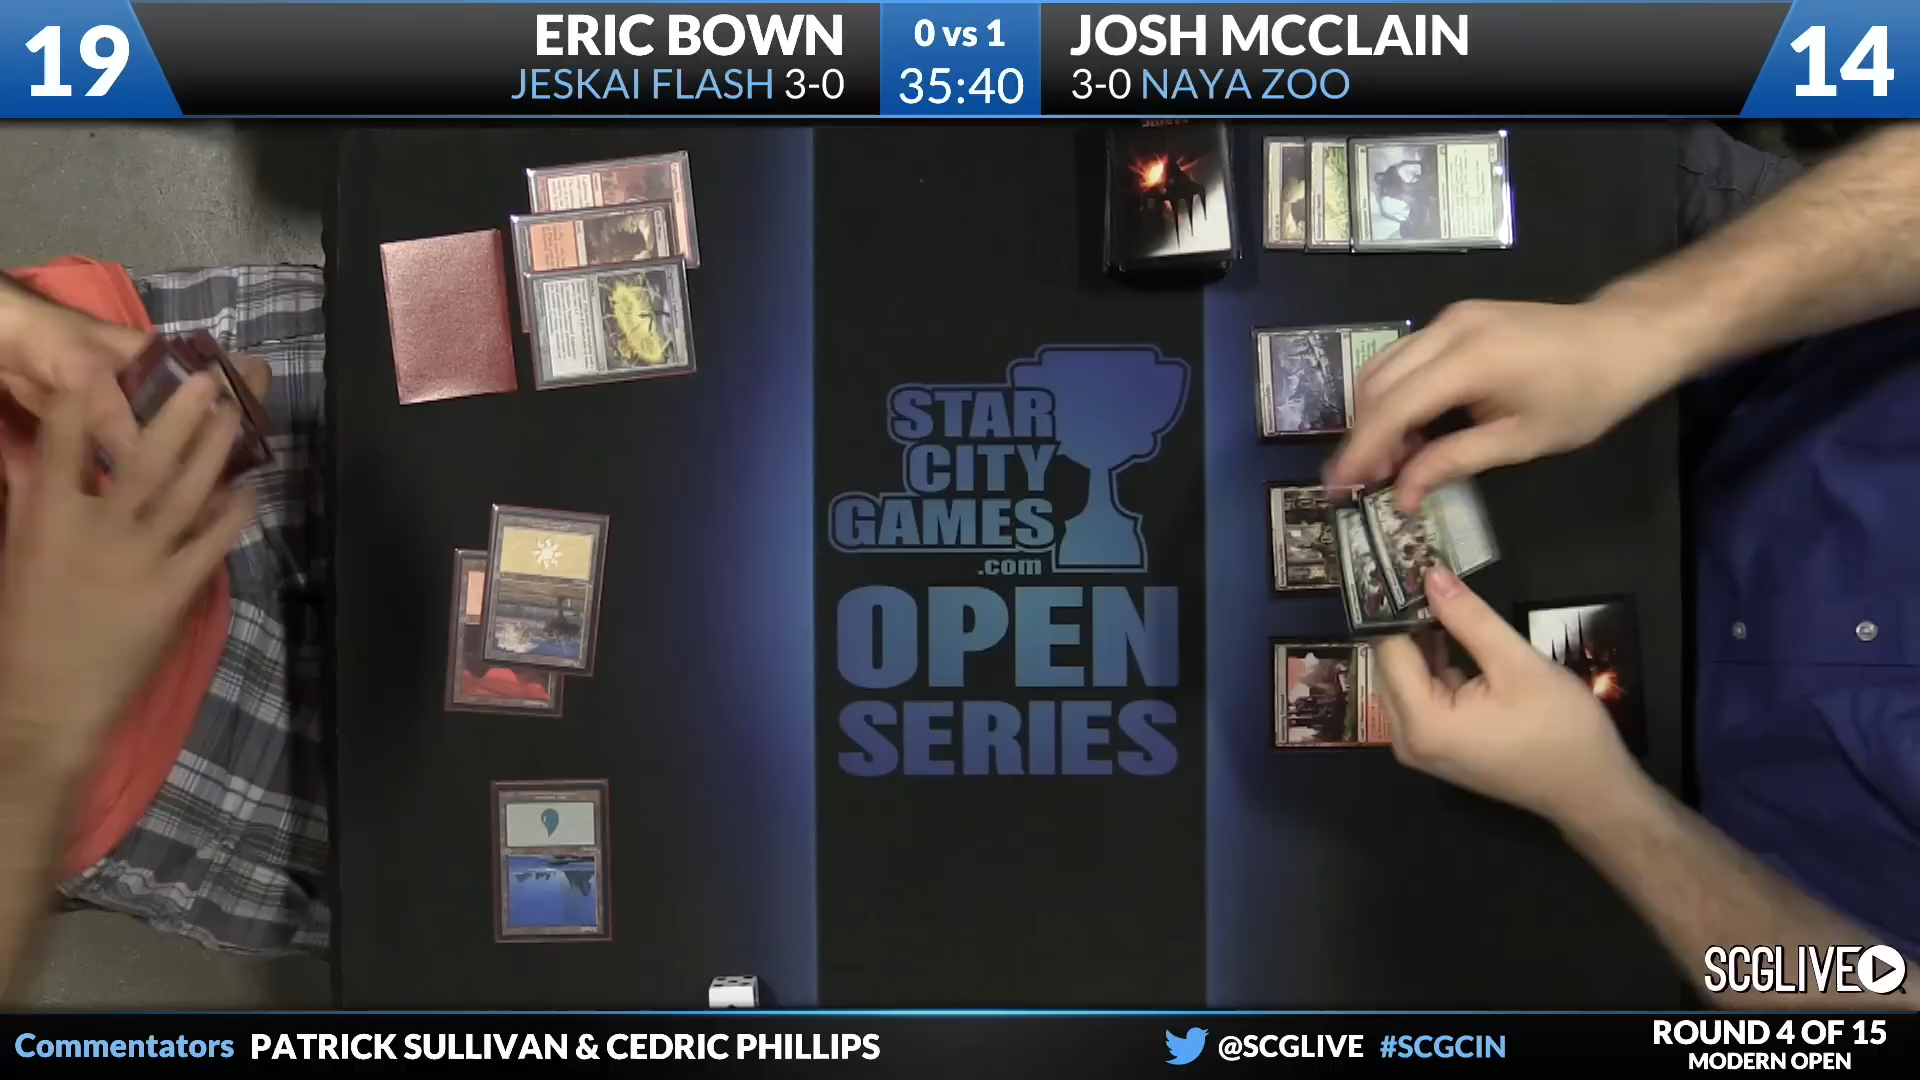 19
ERIC BOWN
JESKAI FLASH 3-0
0 vs 1
35:40
JOSH MCCLAIN
3-0 NAYA ZOO
14
STAR
CITY
GAMES
.com
OPEN
SERIES
SCGLIVE
Commentators PATRICK SULLIVAN & CEDRIC PHILLIPS
@SCGLIVE #SCGCIN
ROUND 4 OF 15
MODERN OPEN